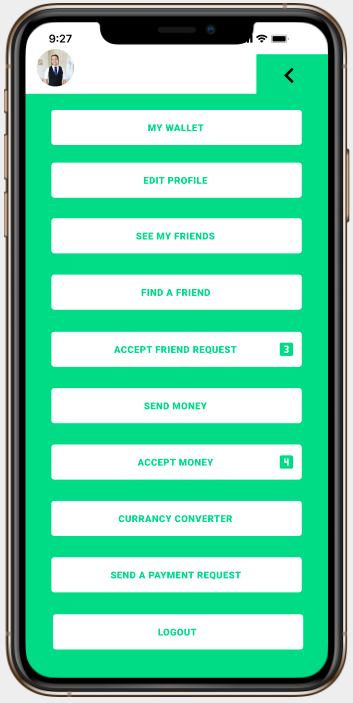 9:27
MY WALLET
EDIT PROFILE
SEE MY FRIENDS
FIND A FRIEND
ACCEPT FRIEND REQUEST 3
SEND MONEY
ACCEPT MONEY 4
CURRANCY CONVERTER
SEND A PAYMENT REQUEST
LOGOUT